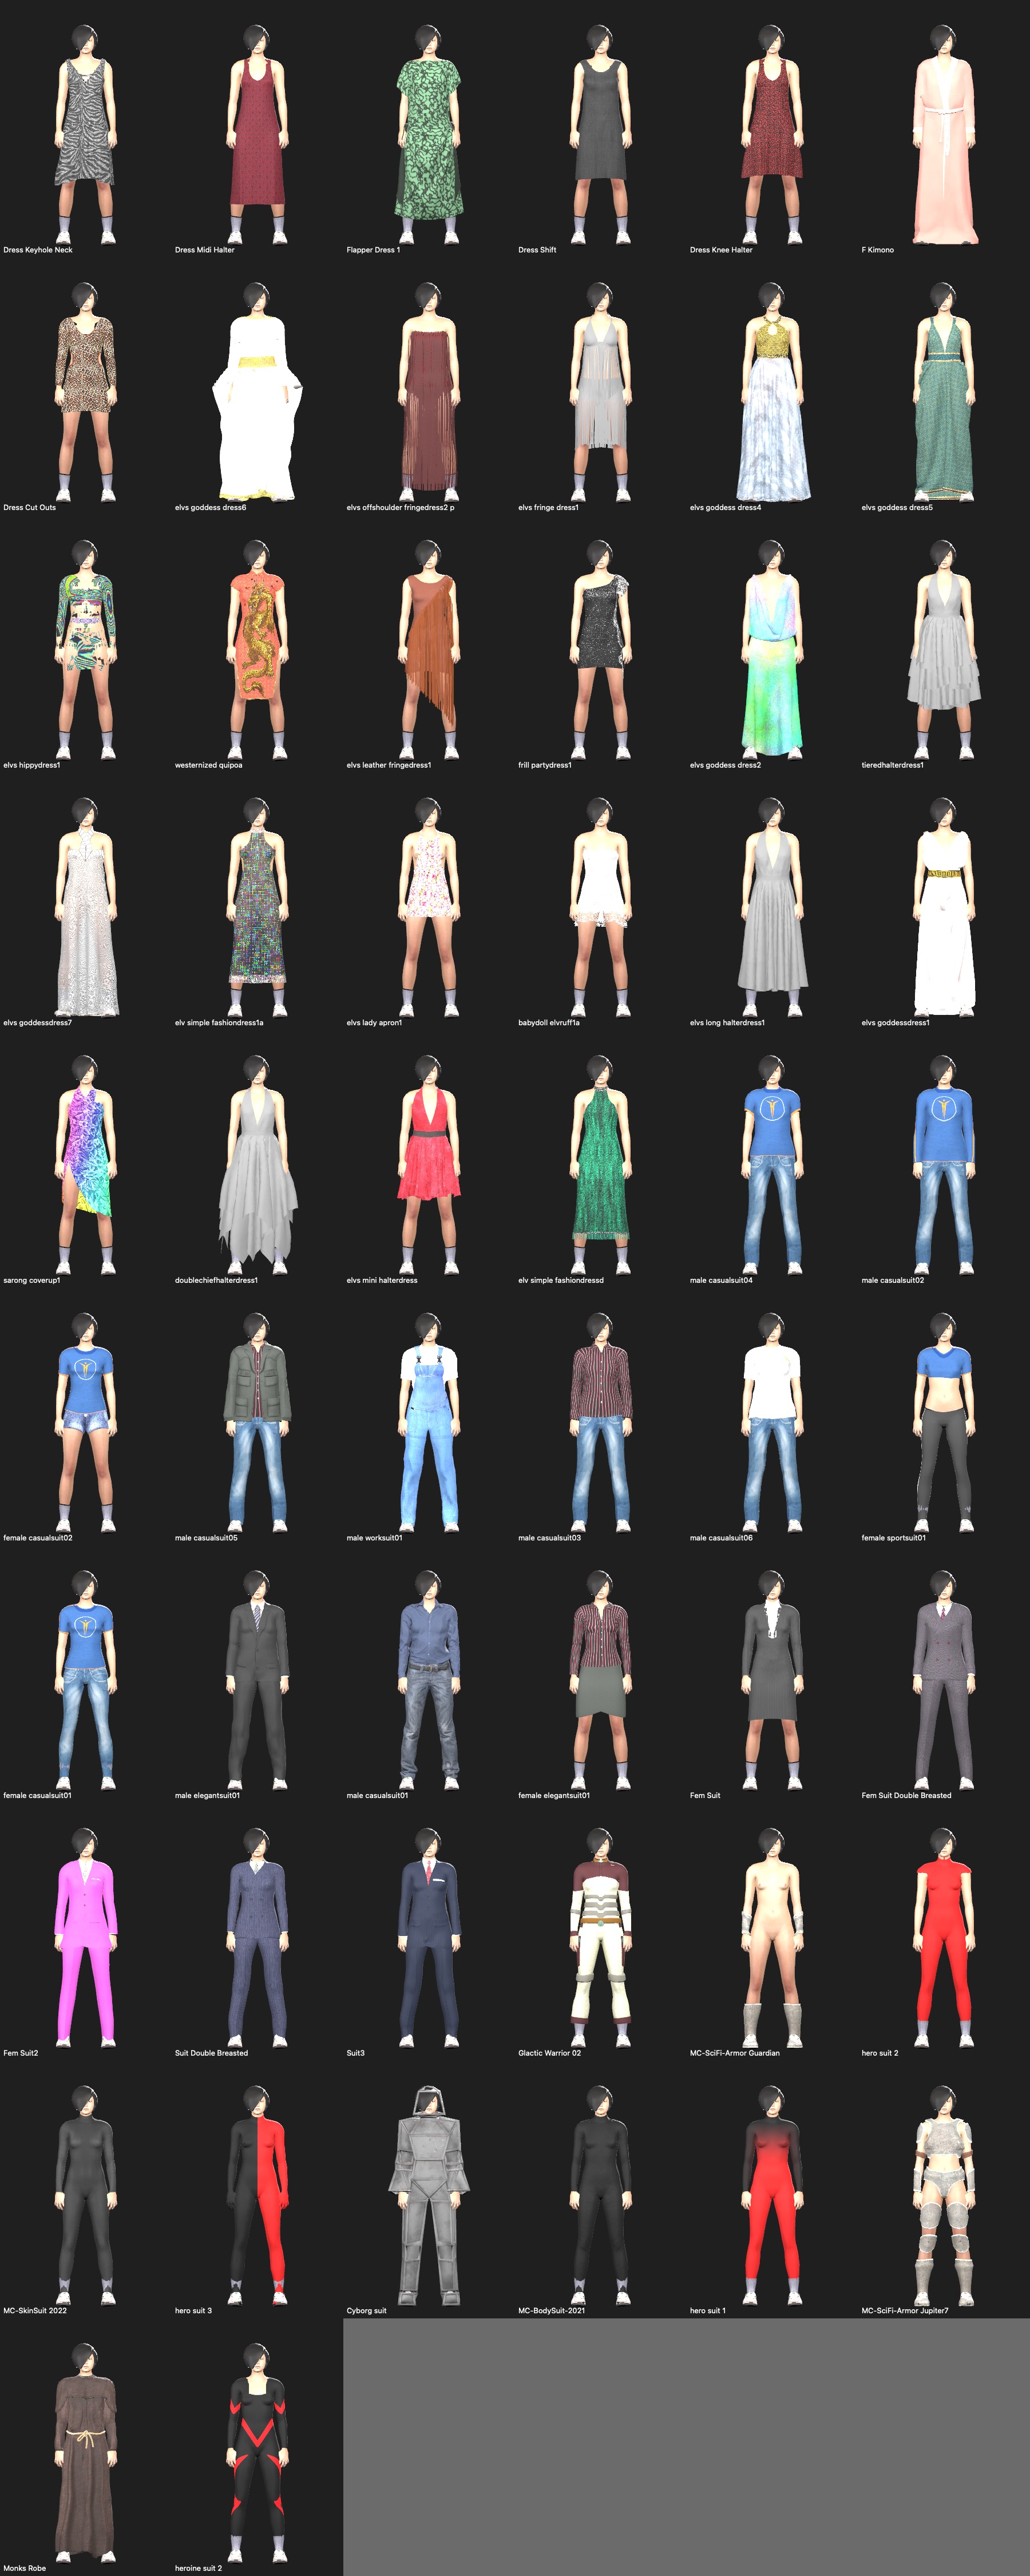 Dress Keyhole Neck
Dress Midi Halter
Flapper Dress 1
Dress Shift
Dress Knee Halter
F Kimono
Dress Cut Outs
elvs goddess dress6
elvs offshoulder fringedress2 p
elvs fringe dress1
elvs goddess dress4
elvs goddess dress5
elvs hippydress1
westernized quipoa
elvs leather fringedress1
frill partydress1
elvs goddess dress2
tieredhalterdress1
elvs goddessdress7
elv simple fashiondress1a
elvs lady apron1
babydoll elvruff1a
elvs long halterdress1
elvs goddessdress1
sarong coverup1
doublechiefhalterdress1
elvs mini halterdress
elv simple fashiondressd
male casualsuit04
male casualsuit02
female casualsuit02
male casualsuit05
male worksuit01
male casualsuit03
male casualsuit06
female sportsuit01
female casualsuit01
male elegantsuit01
male casualsuit01
female elegantsuit01
Fem Suit
Fem Suit Double Breasted
Fem Suit2
Suit Double Breasted
Suit3
Glactic Warrior 02
MC-SciFi-Armor Guardian
hero suit 2
MC-SkinSuit 2022
hero suit 3
Cyborg suit
MC-BodySuit-2021
hero suit 1
MC-SciFi-Armor Jupiter7
Monks Robe
heroine suit 2